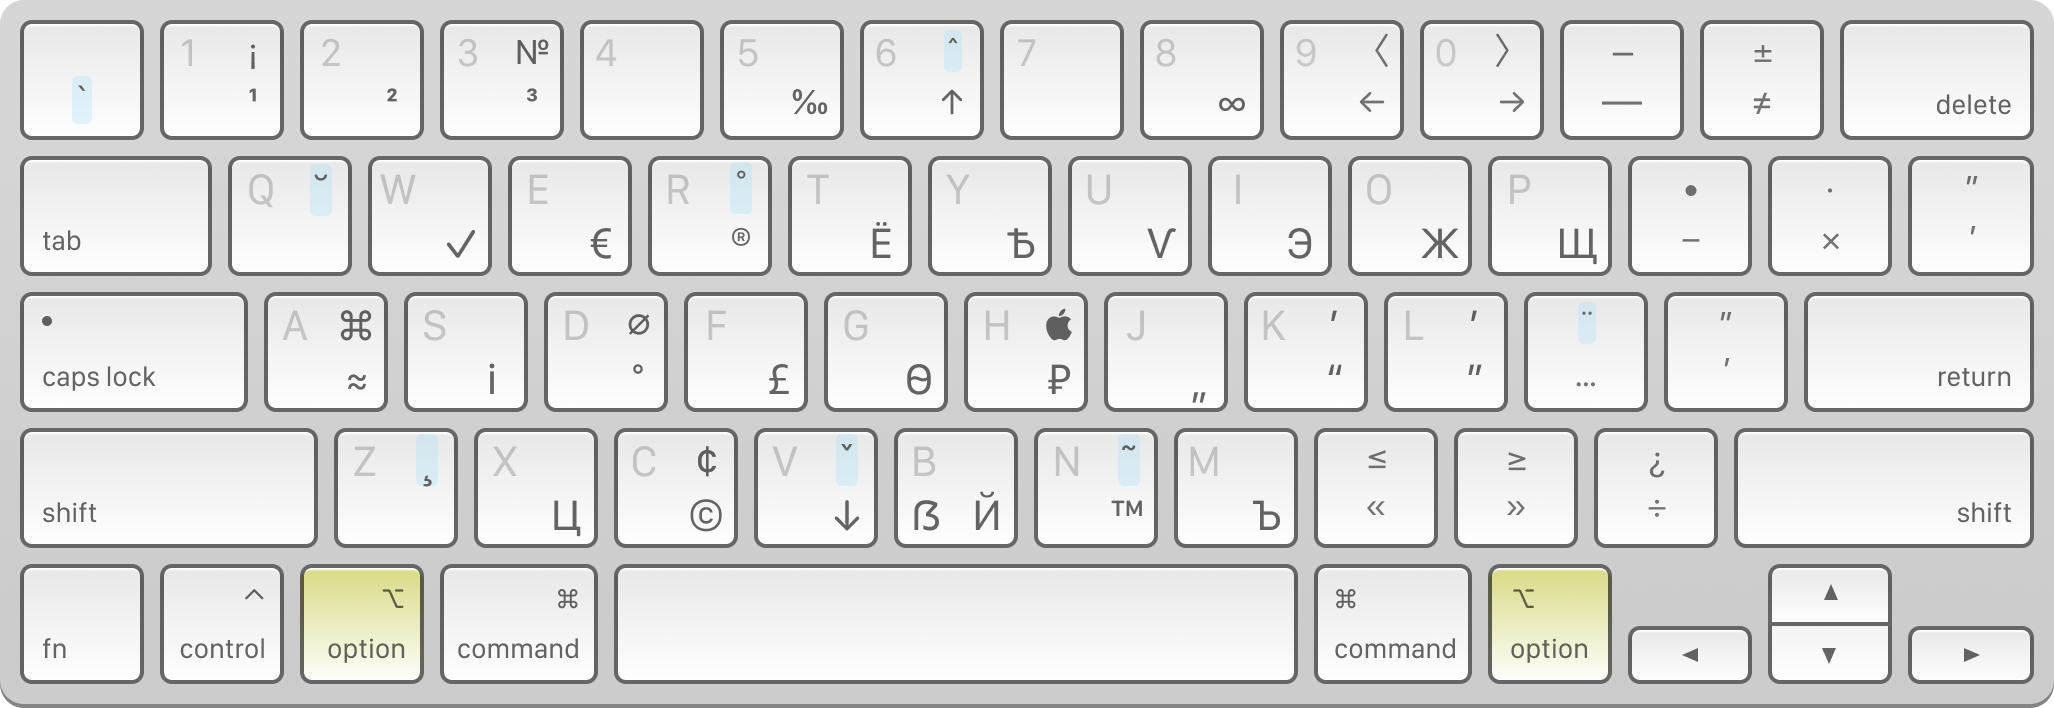 `
1 ¡ ¹
2 ²
3 № ³
4
5 ‰
6 ˆ ↑
7
8 ∞
9 〈 ←
0 〉 →
– —
± ≠
delete
tab
Q ˘
W ✓
E €
R ˚ ®
T Ё
Y Ѣ
U Ѵ
I Э
O Ж
P Щ
• −
· ×
″ ′
• caps lock
A ⌘ ≈
S і
D ⌀ °
F £
G Ѳ
H  ₽
J „
K ’ “
L ’ ”
¨ …
″ ′
return
shift
Z ¸
X Ц
C ¢ ©
V ˇ ↓
B ẞ Й
N ˜ ™
M Ъ
≤ «
≥ »
¿ ÷
shift
fn
^ control
⌥ option
⌘ command
⌘ command
⌥ option
◀
▲
▼
▶